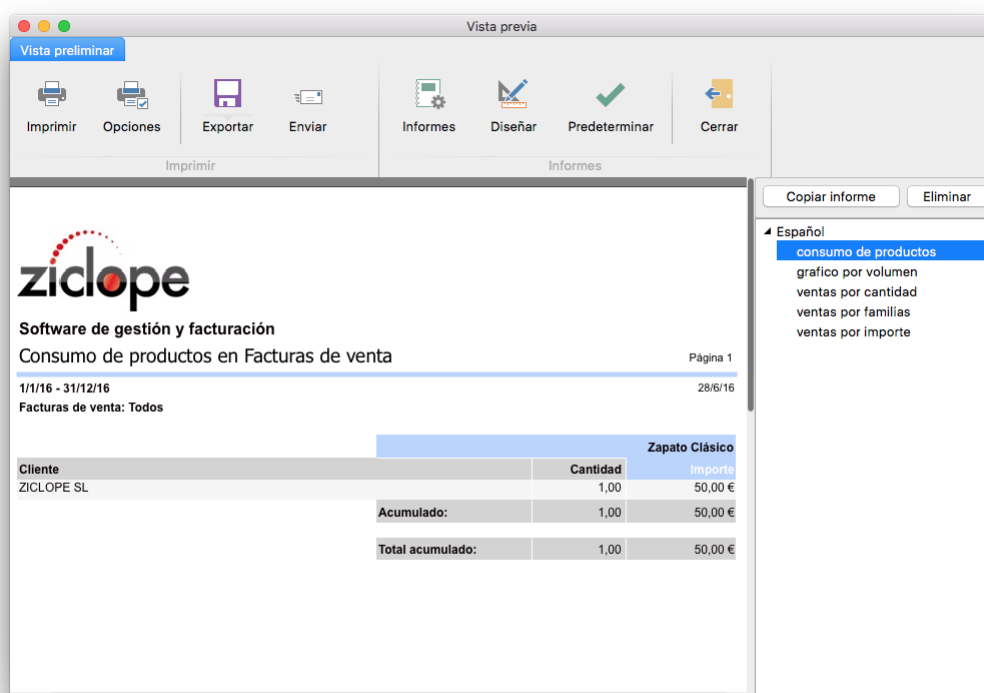 Vista previa
Vista preliminar
Imprimir Opciones Exportar Enviar Informes Diseñar Predeterminar Cerrar
Imprimir Informes
Copiar informe Eliminar
Español
consumo de productos
grafico por volumen
ventas por cantidad
ventas por familias
ventas por importe
ziclope
Software de gestión y facturación
Consumo de productos en Facturas de venta Página 1
1/1/16 - 31/12/16 28/6/16
Facturas de venta: Todos
Zapato Clásico
Cliente Cantidad Importe
ZICLOPE SL 1,00 50,00 €
Acumulado: 1,00 50,00 €
Total acumulado: 1,00 50,00 €